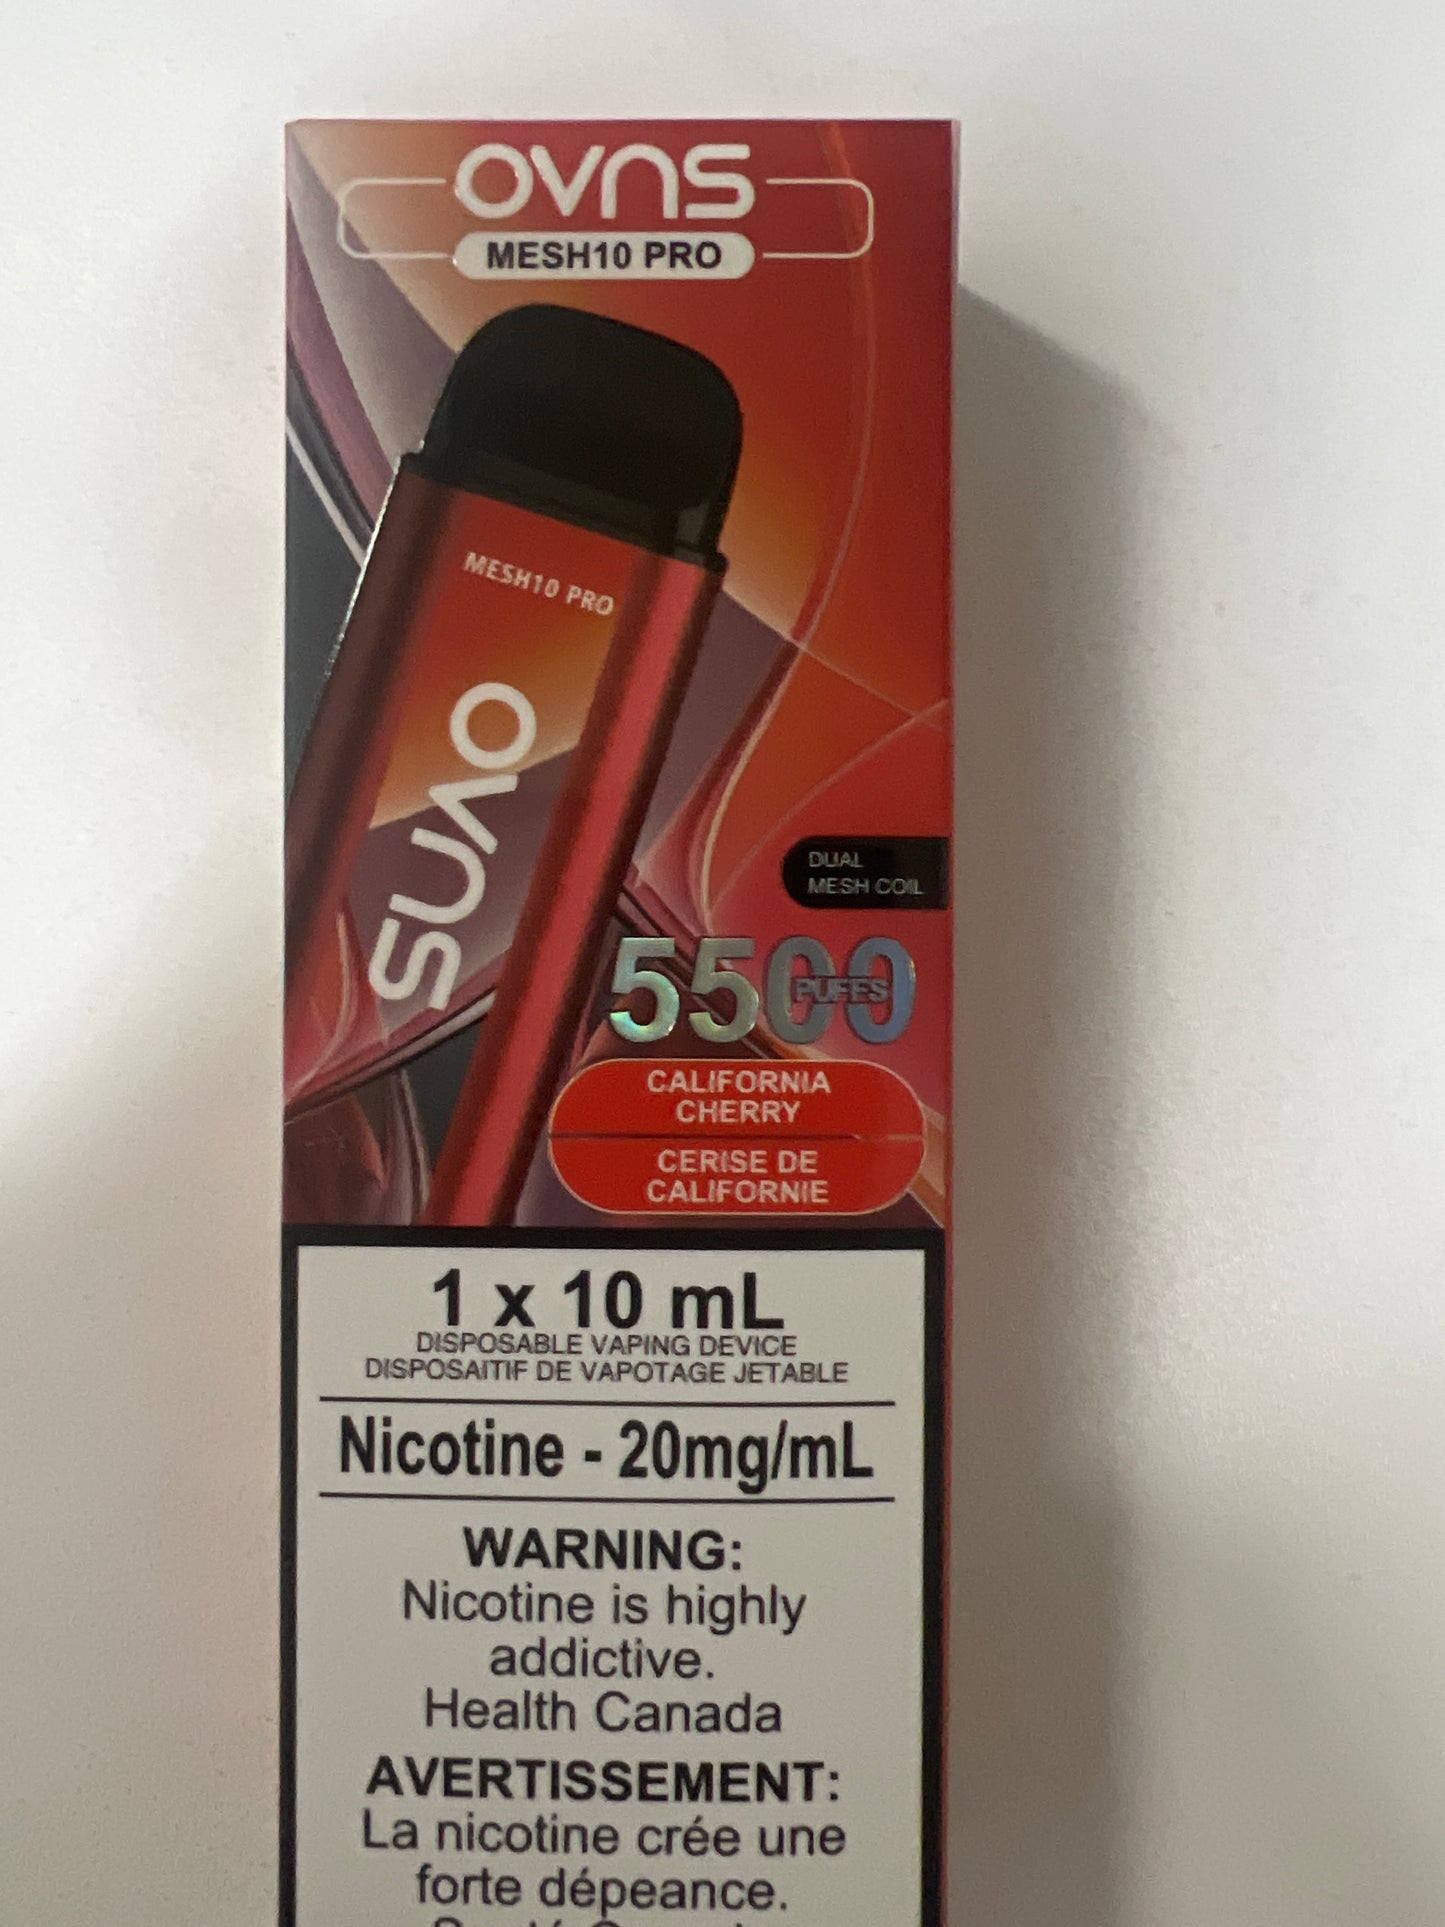 OVNS
MESH10 PRO
MESH10 PRO
OVNS
DUAL
MESH COIL
5500
PUFFS
CALIFORNIA
CHERRY
CERISE DE
CALIFORNIE
1 x 10 mL
DISPOSABLE VAPING DEVICE
DISPOSAITIF DE VAPOTAGE JETABLE
Nicotine - 20mg/mL
WARNING:
Nicotine is highly
addictive.
Health Canada
AVERTISSEMENT:
La nicotine crée une
forte dépeance.